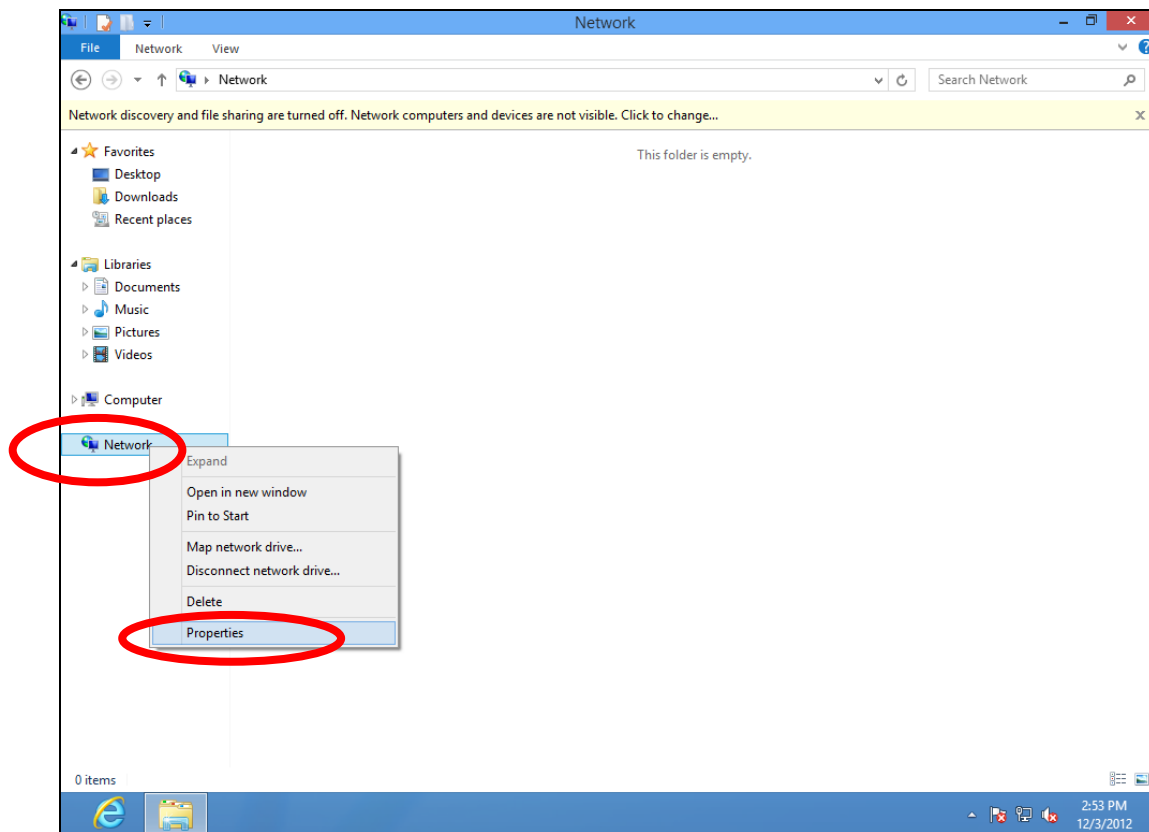 Network
File Network View
Network
Search Network
Network discovery and file sharing are turned off. Network computers and devices are not visible. Click to change...
This folder is empty.
Favorites
Desktop
Downloads
Recent places
Libraries
Documents
Music
Pictures
Videos
Computer
Network
Expand
Open in new window
Pin to Start
Map network drive...
Disconnect network drive...
Delete
Properties
0 items
2:53 PM
12/3/2012